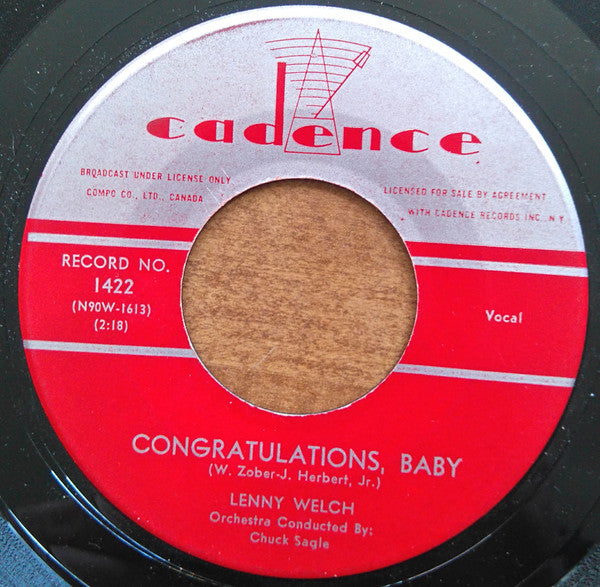 cadence
BROADCAST UNDER LICENSE ONLY
COMPO CO., LTD., CANADA
LICENSED FOR SALE BY AGREEMENT
WITH CADENCE RECORDS INC., N Y
RECORD NO.
1422
(N90W-1613)
(2:18)
Vocal
CONGRATULATIONS, BABY
(W. Zober-J. Herbert, Jr.)
LENNY WELCH
Orchestra Conducted By:
Chuck Sagle